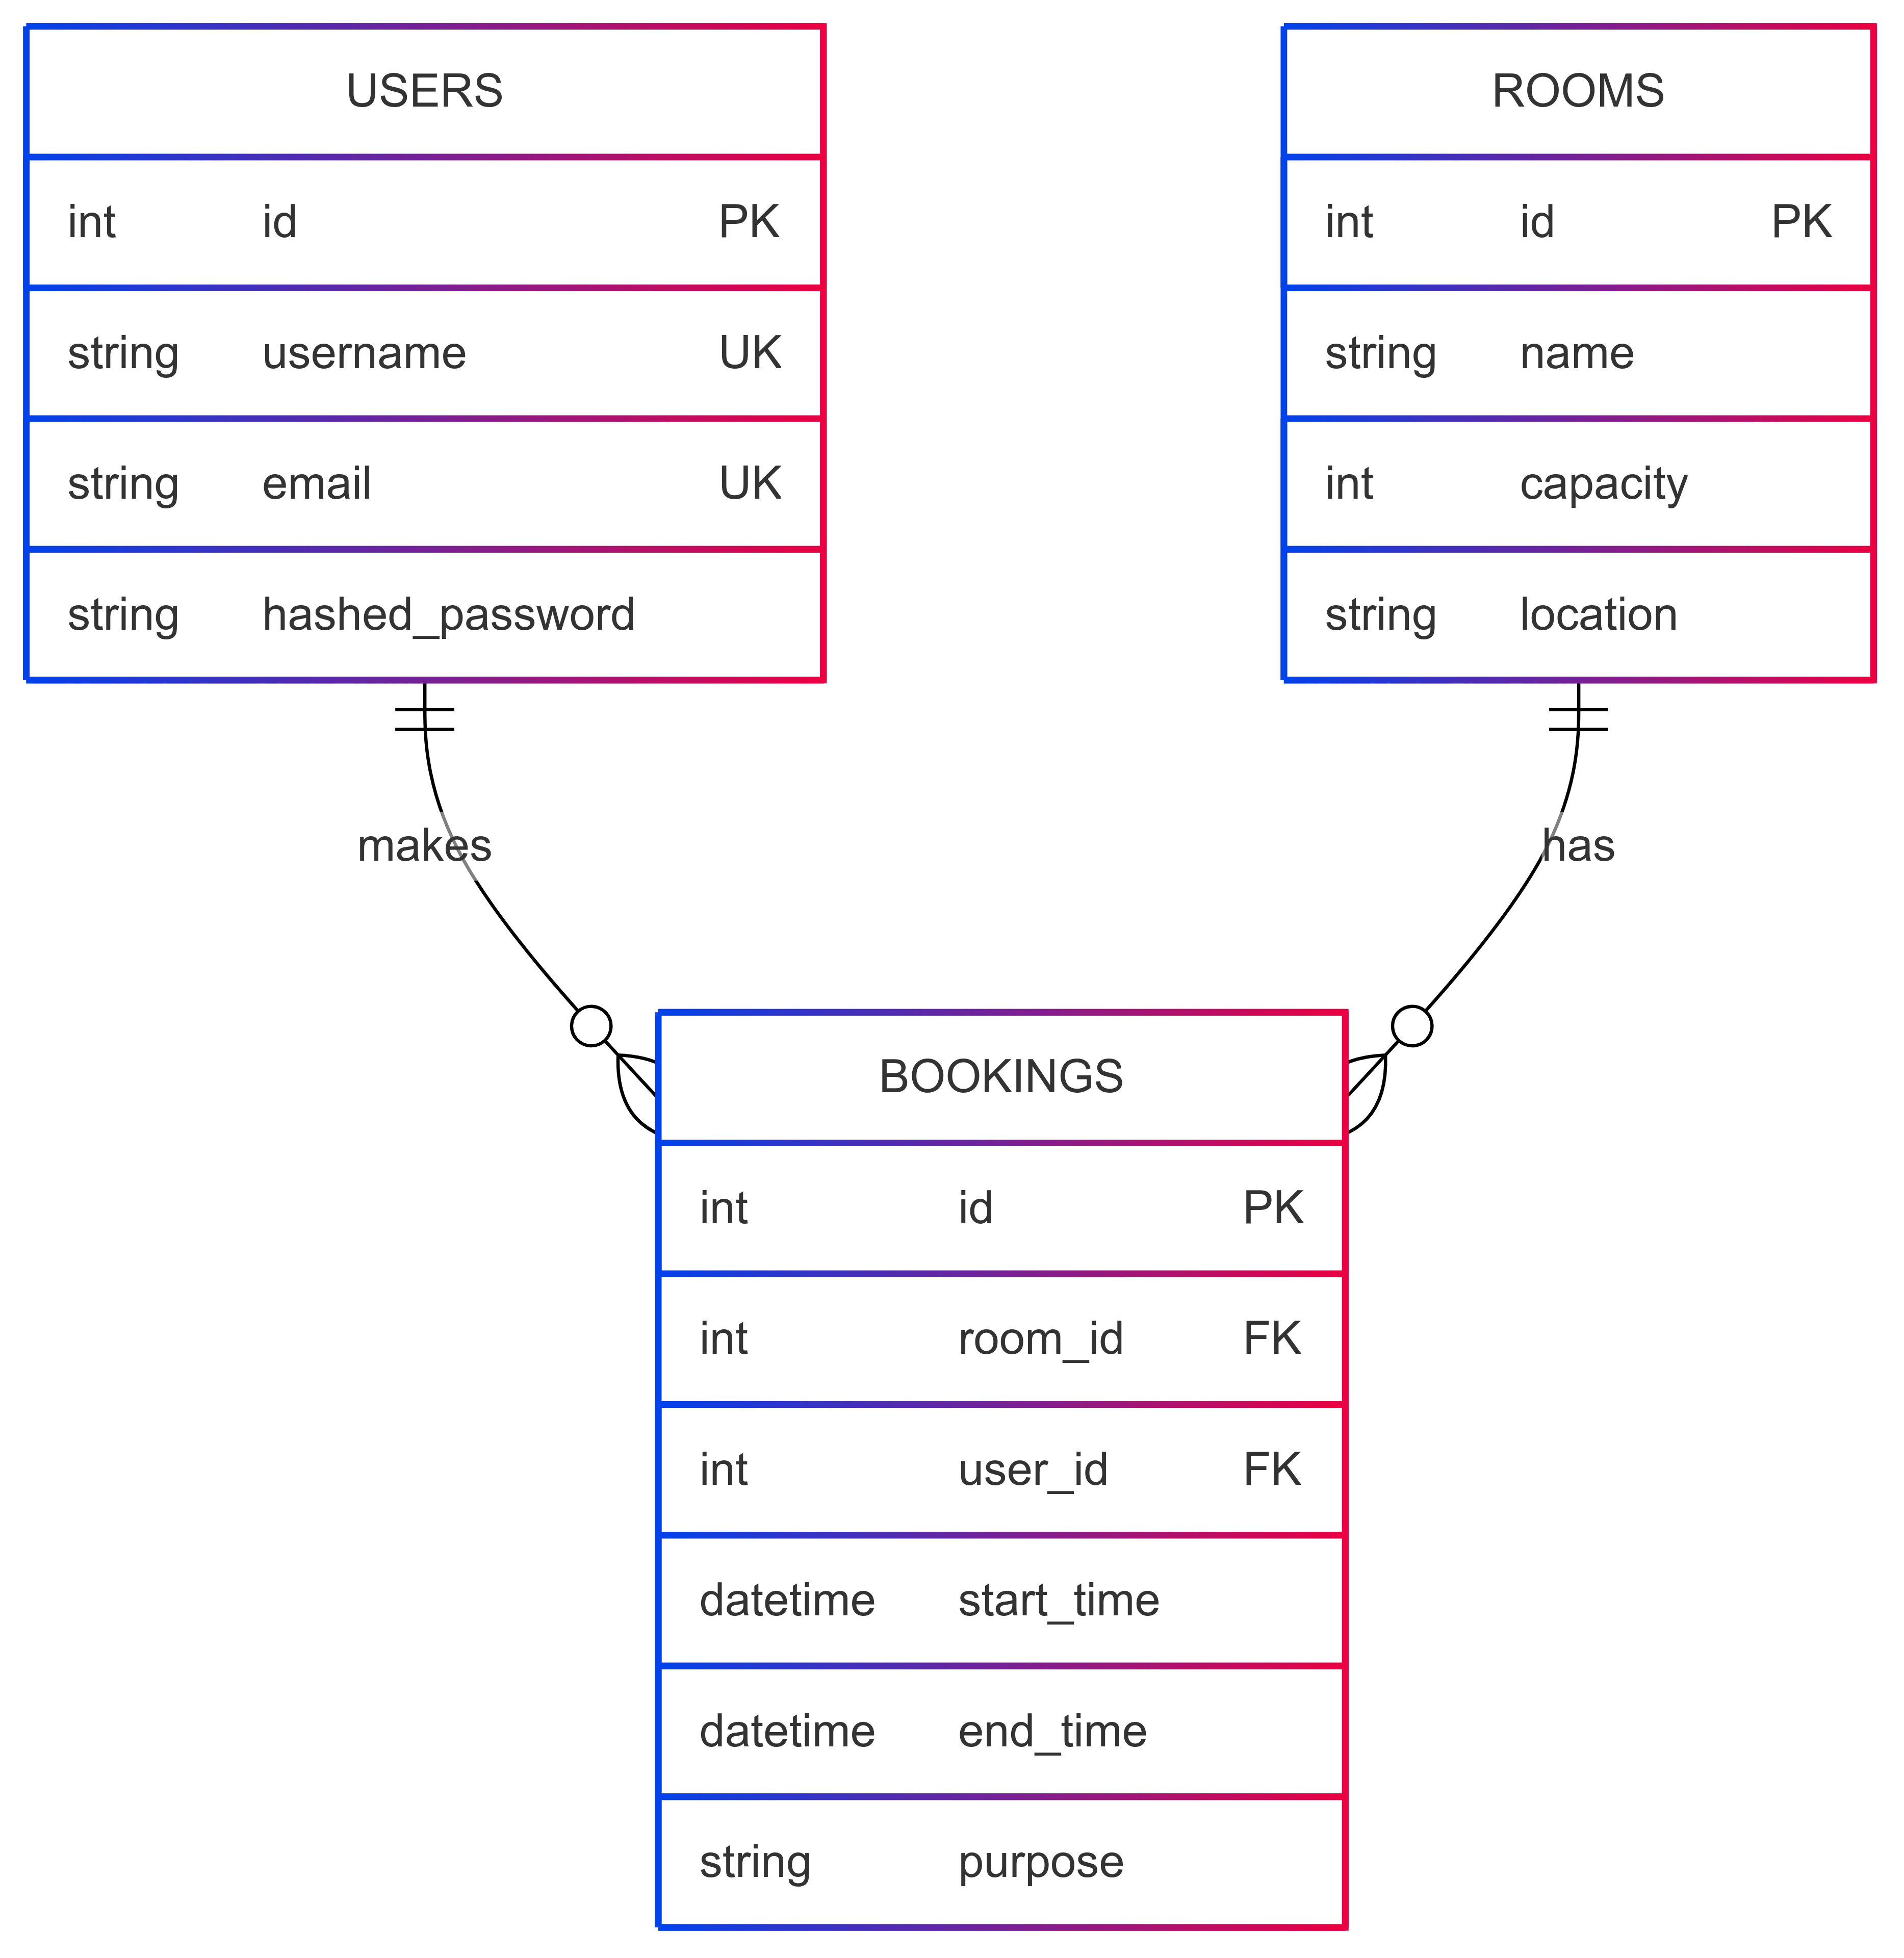 USERS
int id PK
string username UK
string email UK
string hashed_password
ROOMS
int id PK
string name
int capacity
string location
makes
has
BOOKINGS
int id PK
int room_id FK
int user_id FK
datetime start_time
datetime end_time
string purpose